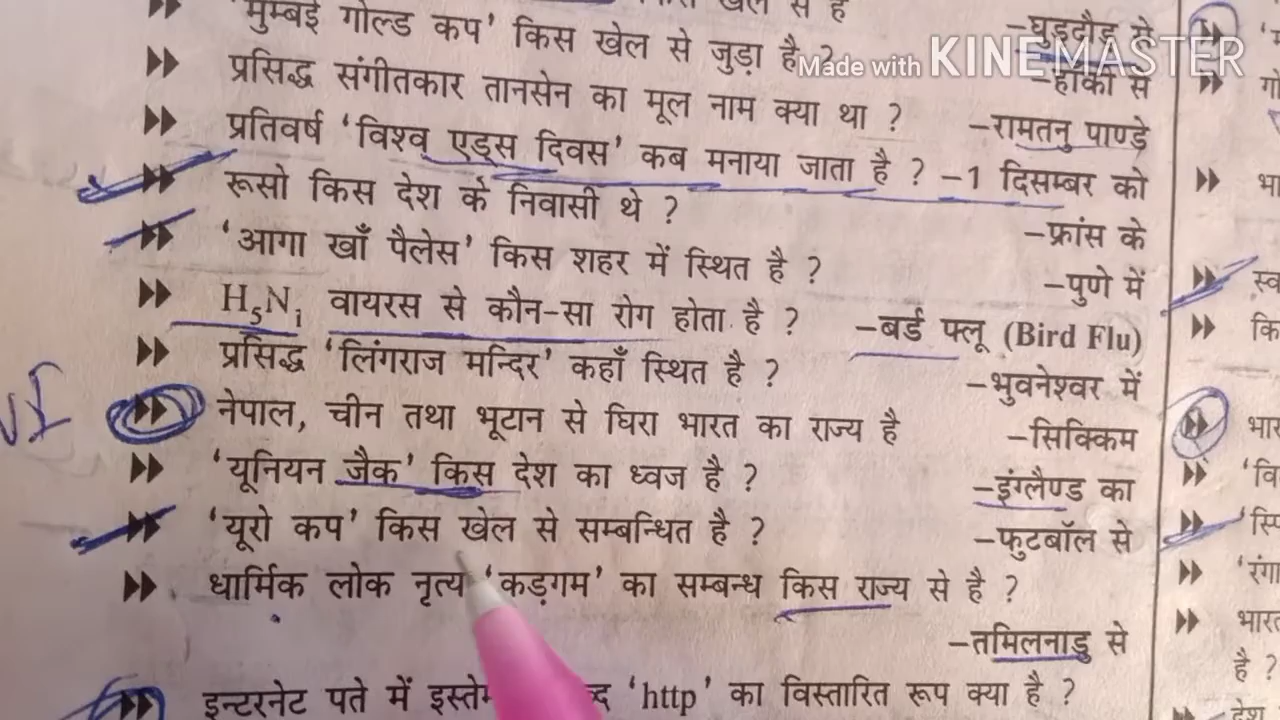 खेल से है
–घुड़दौड़ से
'मुम्बई गोल्ड कप' किस खेल से जुड़ा है ?
–हॉकी से
Made with KINEMASTER
प्रसिद्ध संगीतकार तानसेन का मूल नाम क्या था ?
–रामतनु पाण्डे
प्रतिवर्ष 'विश्व एड्स दिवस' कब मनाया जाता है ? –1 दिसम्बर को
रूसो किस देश के निवासी थे ?
–फ्रांस के
'आगा खाँ पैलेस' किस शहर में स्थित है ?
–पुणे में
H5N1 वायरस से कौन-सा रोग होता है ? –बर्ड फ्लू (Bird Flu)
प्रसिद्ध 'लिंगराज मन्दिर' कहाँ स्थित है ?
–भुवनेश्वर में
नेपाल, चीन तथा भूटान से घिरा भारत का राज्य है
–सिक्किम
'यूनियन जैक' किस देश का ध्वज है ?
–इंग्लैण्ड का
'यूरो कप' किस खेल से सम्बन्धित है ?
–फुटबॉल से
धार्मिक लोक नृत्य 'कड़गम' का सम्बन्ध किस राज्य से है ?
–तमिलनाडु से
इन्टरनेट पते में 'http' का विस्तारित रूप क्या है ?
है ?